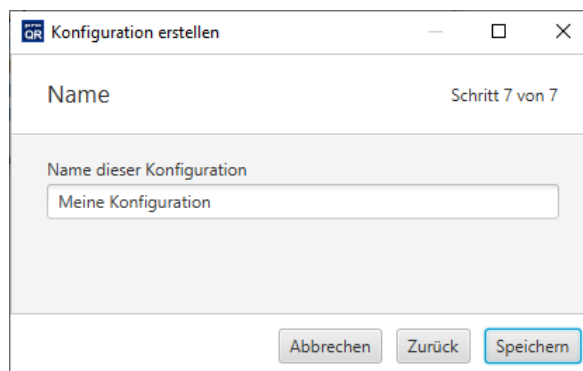 QR Konfiguration erstellen
Name
Schritt 7 von 7
Name dieser Konfiguration
Meine Konfiguration
Abbrechen Zurück Speichern